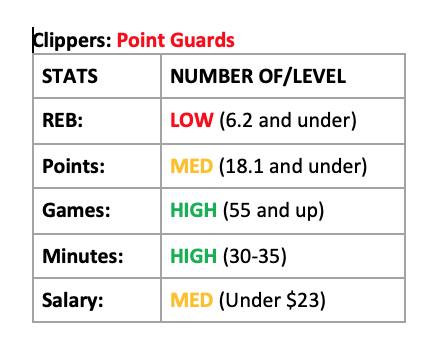 Clippers: Point Guards
STATS NUMBER OF/LEVEL
REB: LOW (6.2 and under)
Points: MED (18.1 and under)
Games: HIGH (55 and up)
Minutes: HIGH (30-35)
Salary: MED (Under $23)